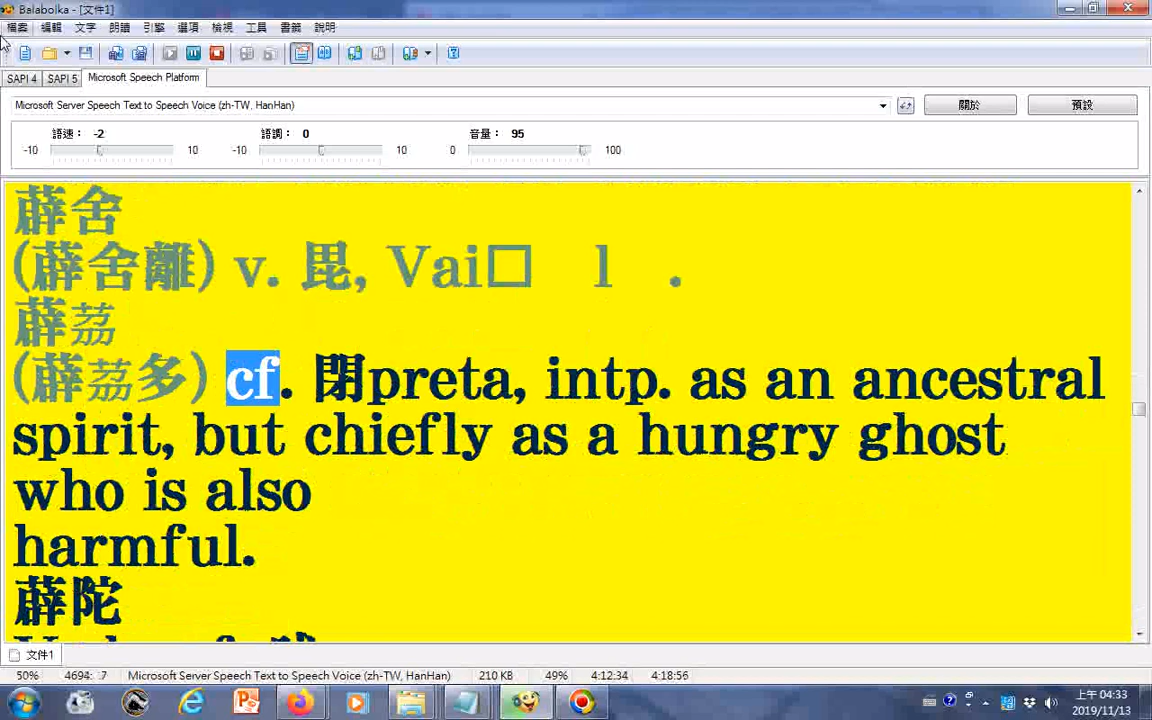 Balabolka - [文件1]
檔案 編輯 文字 朗讀 引擎 選項 檢視 工具 書籤 說明
SAPI 4 SAPI 5 Microsoft Speech Platform
Microsoft Server Speech Text to Speech Voice (zh-TW, HanHan) 關於 預設
語速： -2 語調： 0 音量： 95
-10 10 -10 10 0 100
薜舍
(薜舍離) v. 毘, Vai□ l .
薜荔
(薜荔多) cf. 閉preta, intp. as an ancestral
spirit, but chiefly as a hungry ghost
who is also
harmful.
薜陀
文件1
50% 4694: 7 Microsoft Server Speech Text to Speech Voice (zh-TW, HanHan) 210 KB 49% 4:12:34 4:18:56
上午 04:33
2019/11/13